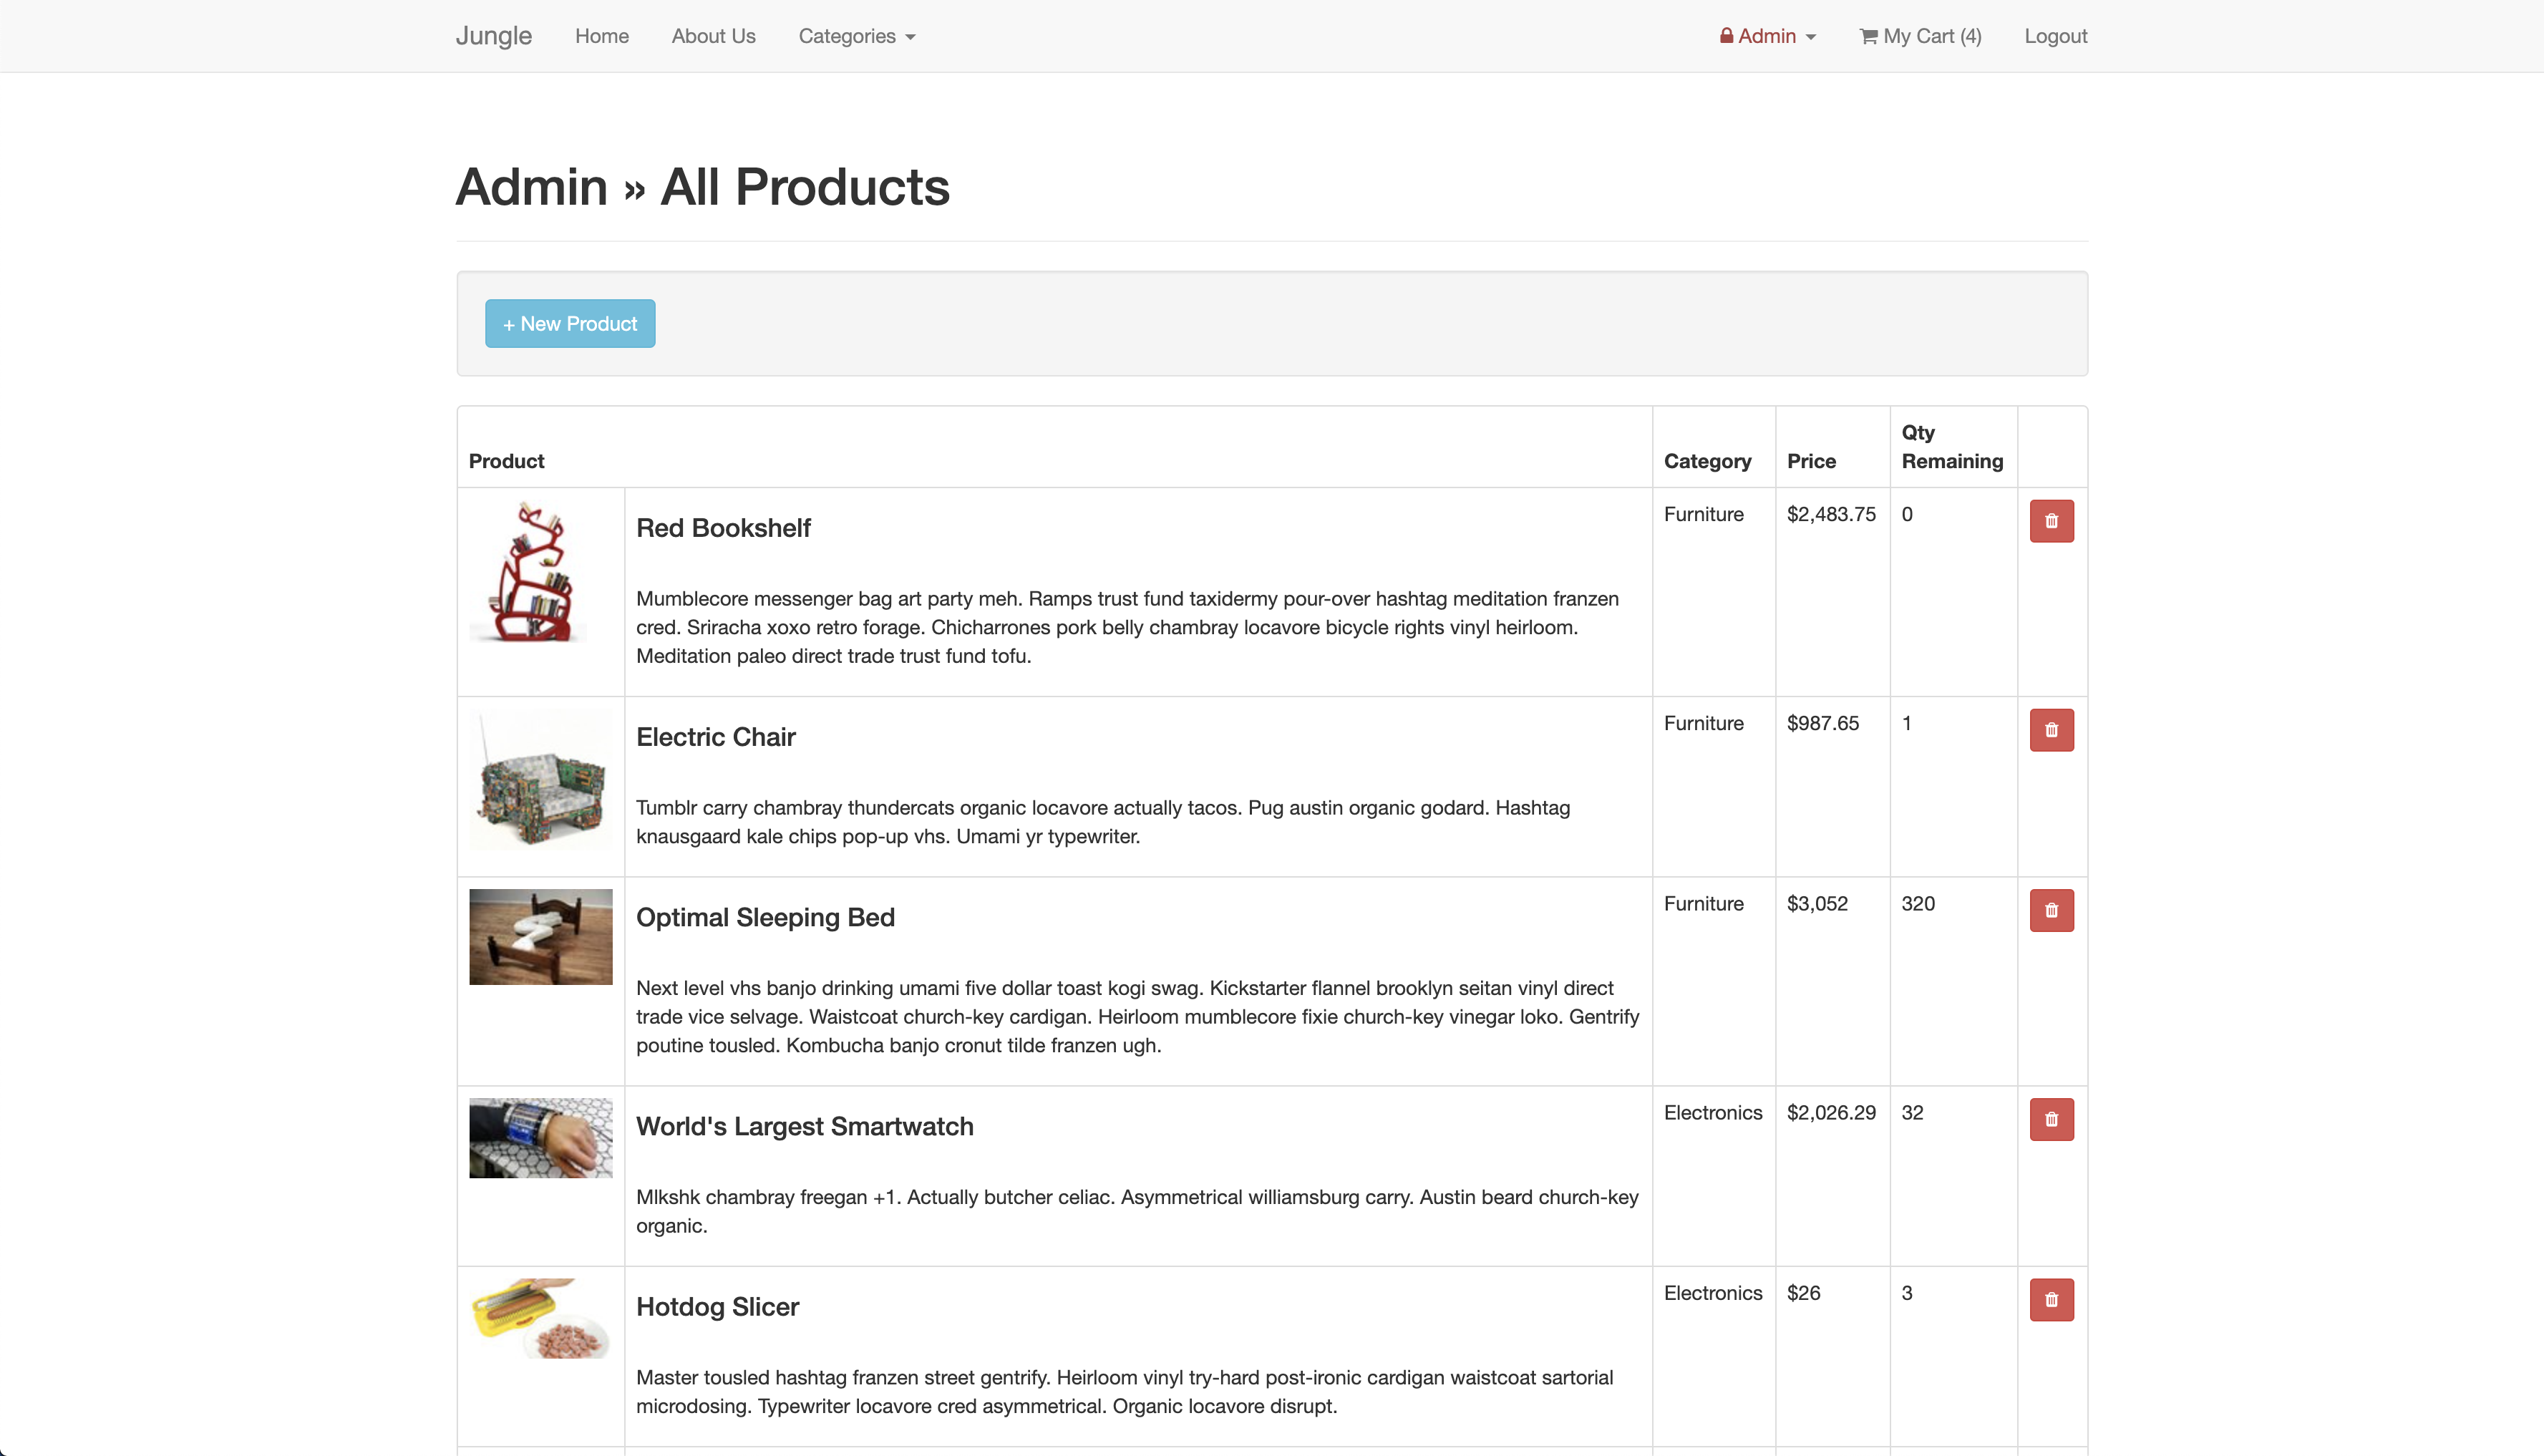 Jungle Home About Us Categories Admin My Cart (4) Logout
Admin » All Products
+ New Product
Product Category Price Qty Remaining
Red Bookshelf Furniture $2,483.75 0
Mumblecore messenger bag art party meh. Ramps trust fund taxidermy pour-over hashtag meditation franzen
cred. Sriracha xoxo retro forage. Chicharrones pork belly chambray locavore bicycle rights vinyl heirloom.
Meditation paleo direct trade trust fund tofu.
Electric Chair Furniture $987.65 1
Tumblr carry chambray thundercats organic locavore actually tacos. Pug austin organic godard. Hashtag
knausgaard kale chips pop-up vhs. Umami yr typewriter.
Optimal Sleeping Bed Furniture $3,052 320
Next level vhs banjo drinking umami five dollar toast kogi swag. Kickstarter flannel brooklyn seitan vinyl direct
trade vice selvage. Waistcoat church-key cardigan. Heirloom mumblecore fixie church-key vinegar loko. Gentrify
poutine tousled. Kombucha banjo cronut tilde franzen ugh.
World's Largest Smartwatch Electronics $2,026.29 32
Mlkshk chambray freegan +1. Actually butcher celiac. Asymmetrical williamsburg carry. Austin beard church-key
organic.
Hotdog Slicer Electronics $26 3
Master tousled hashtag franzen street gentrify. Heirloom vinyl try-hard post-ironic cardigan waistcoat sartorial
microdosing. Typewriter locavore cred asymmetrical. Organic locavore disrupt.